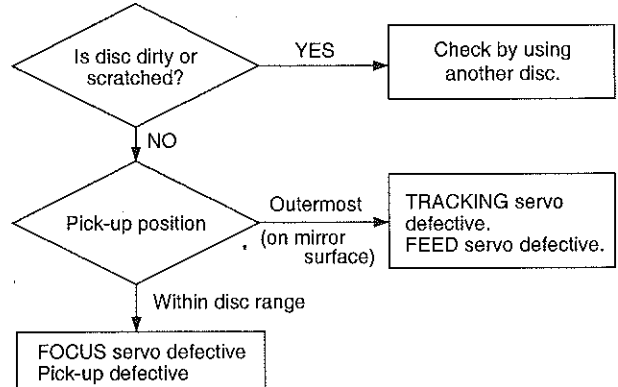 Is disc dirty or
scratched?
YES
Check by using
another disc.
NO
Pick-up position
Outermost
(on mirror
surface)
TRACKING servo
defective.
FEED servo defective.
Within disc range
FOCUS servo defective
Pick-up defective